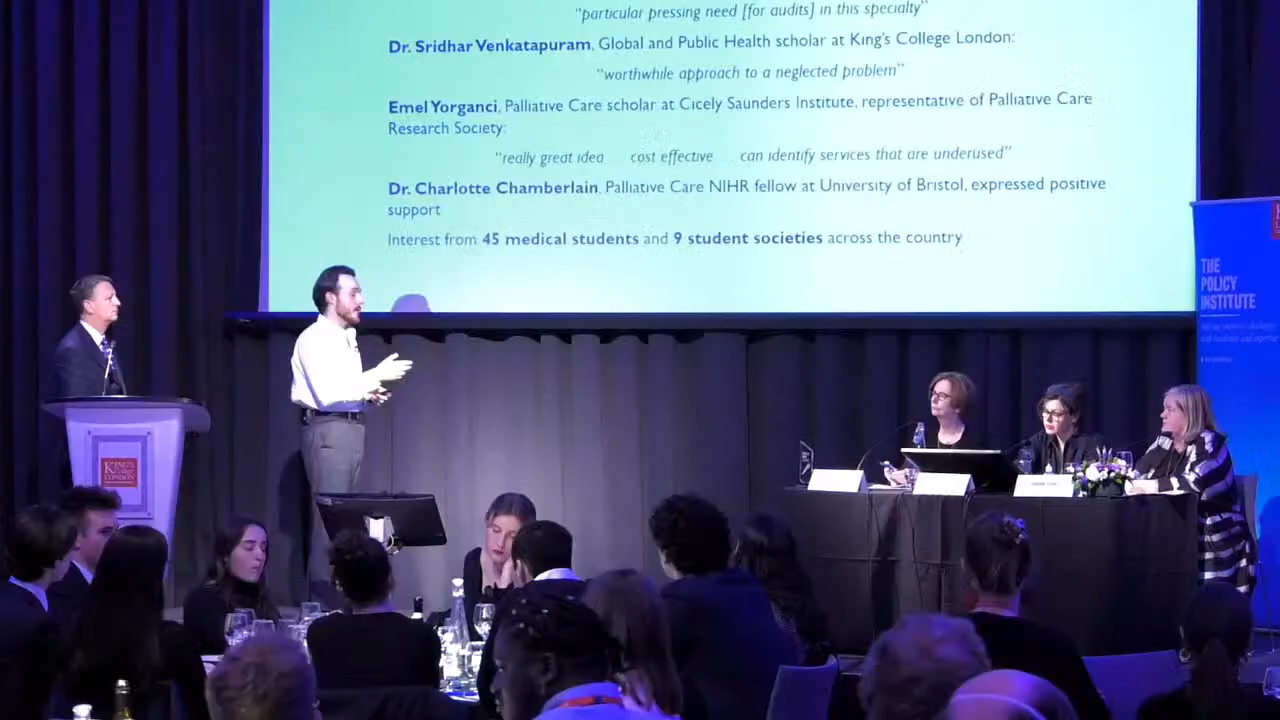 “particular pressing need [for audits] in this specialty”
Dr. Sridhar Venkatapuram, Global and Public Health scholar at King's College London:
“worthwhile approach to a neglected problem”
Emel Yorganci, Palliative Care scholar at Cicely Saunders Institute, representative of Palliative Care
Research Society:
“really great idea ... cost effective ... can identify services that are underused”
Dr. Charlotte Chamberlain, Palliative Care NIHR fellow at University of Bristol, expressed positive
support
Interest from 45 medical students and 9 student societies across the country
THE
POLICY
INSTITUTE
KING'S
College
LONDON